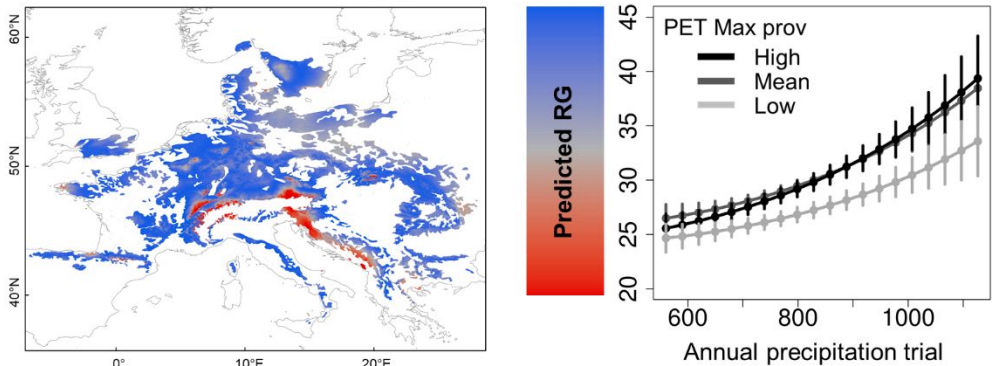 60°N
50°N
40°N
0°
10°E
20°E
Predicted RG
45
40
35
30
25
20
PET Max prov
High
Mean
Low
600
800
1000
Annual precipitation trial